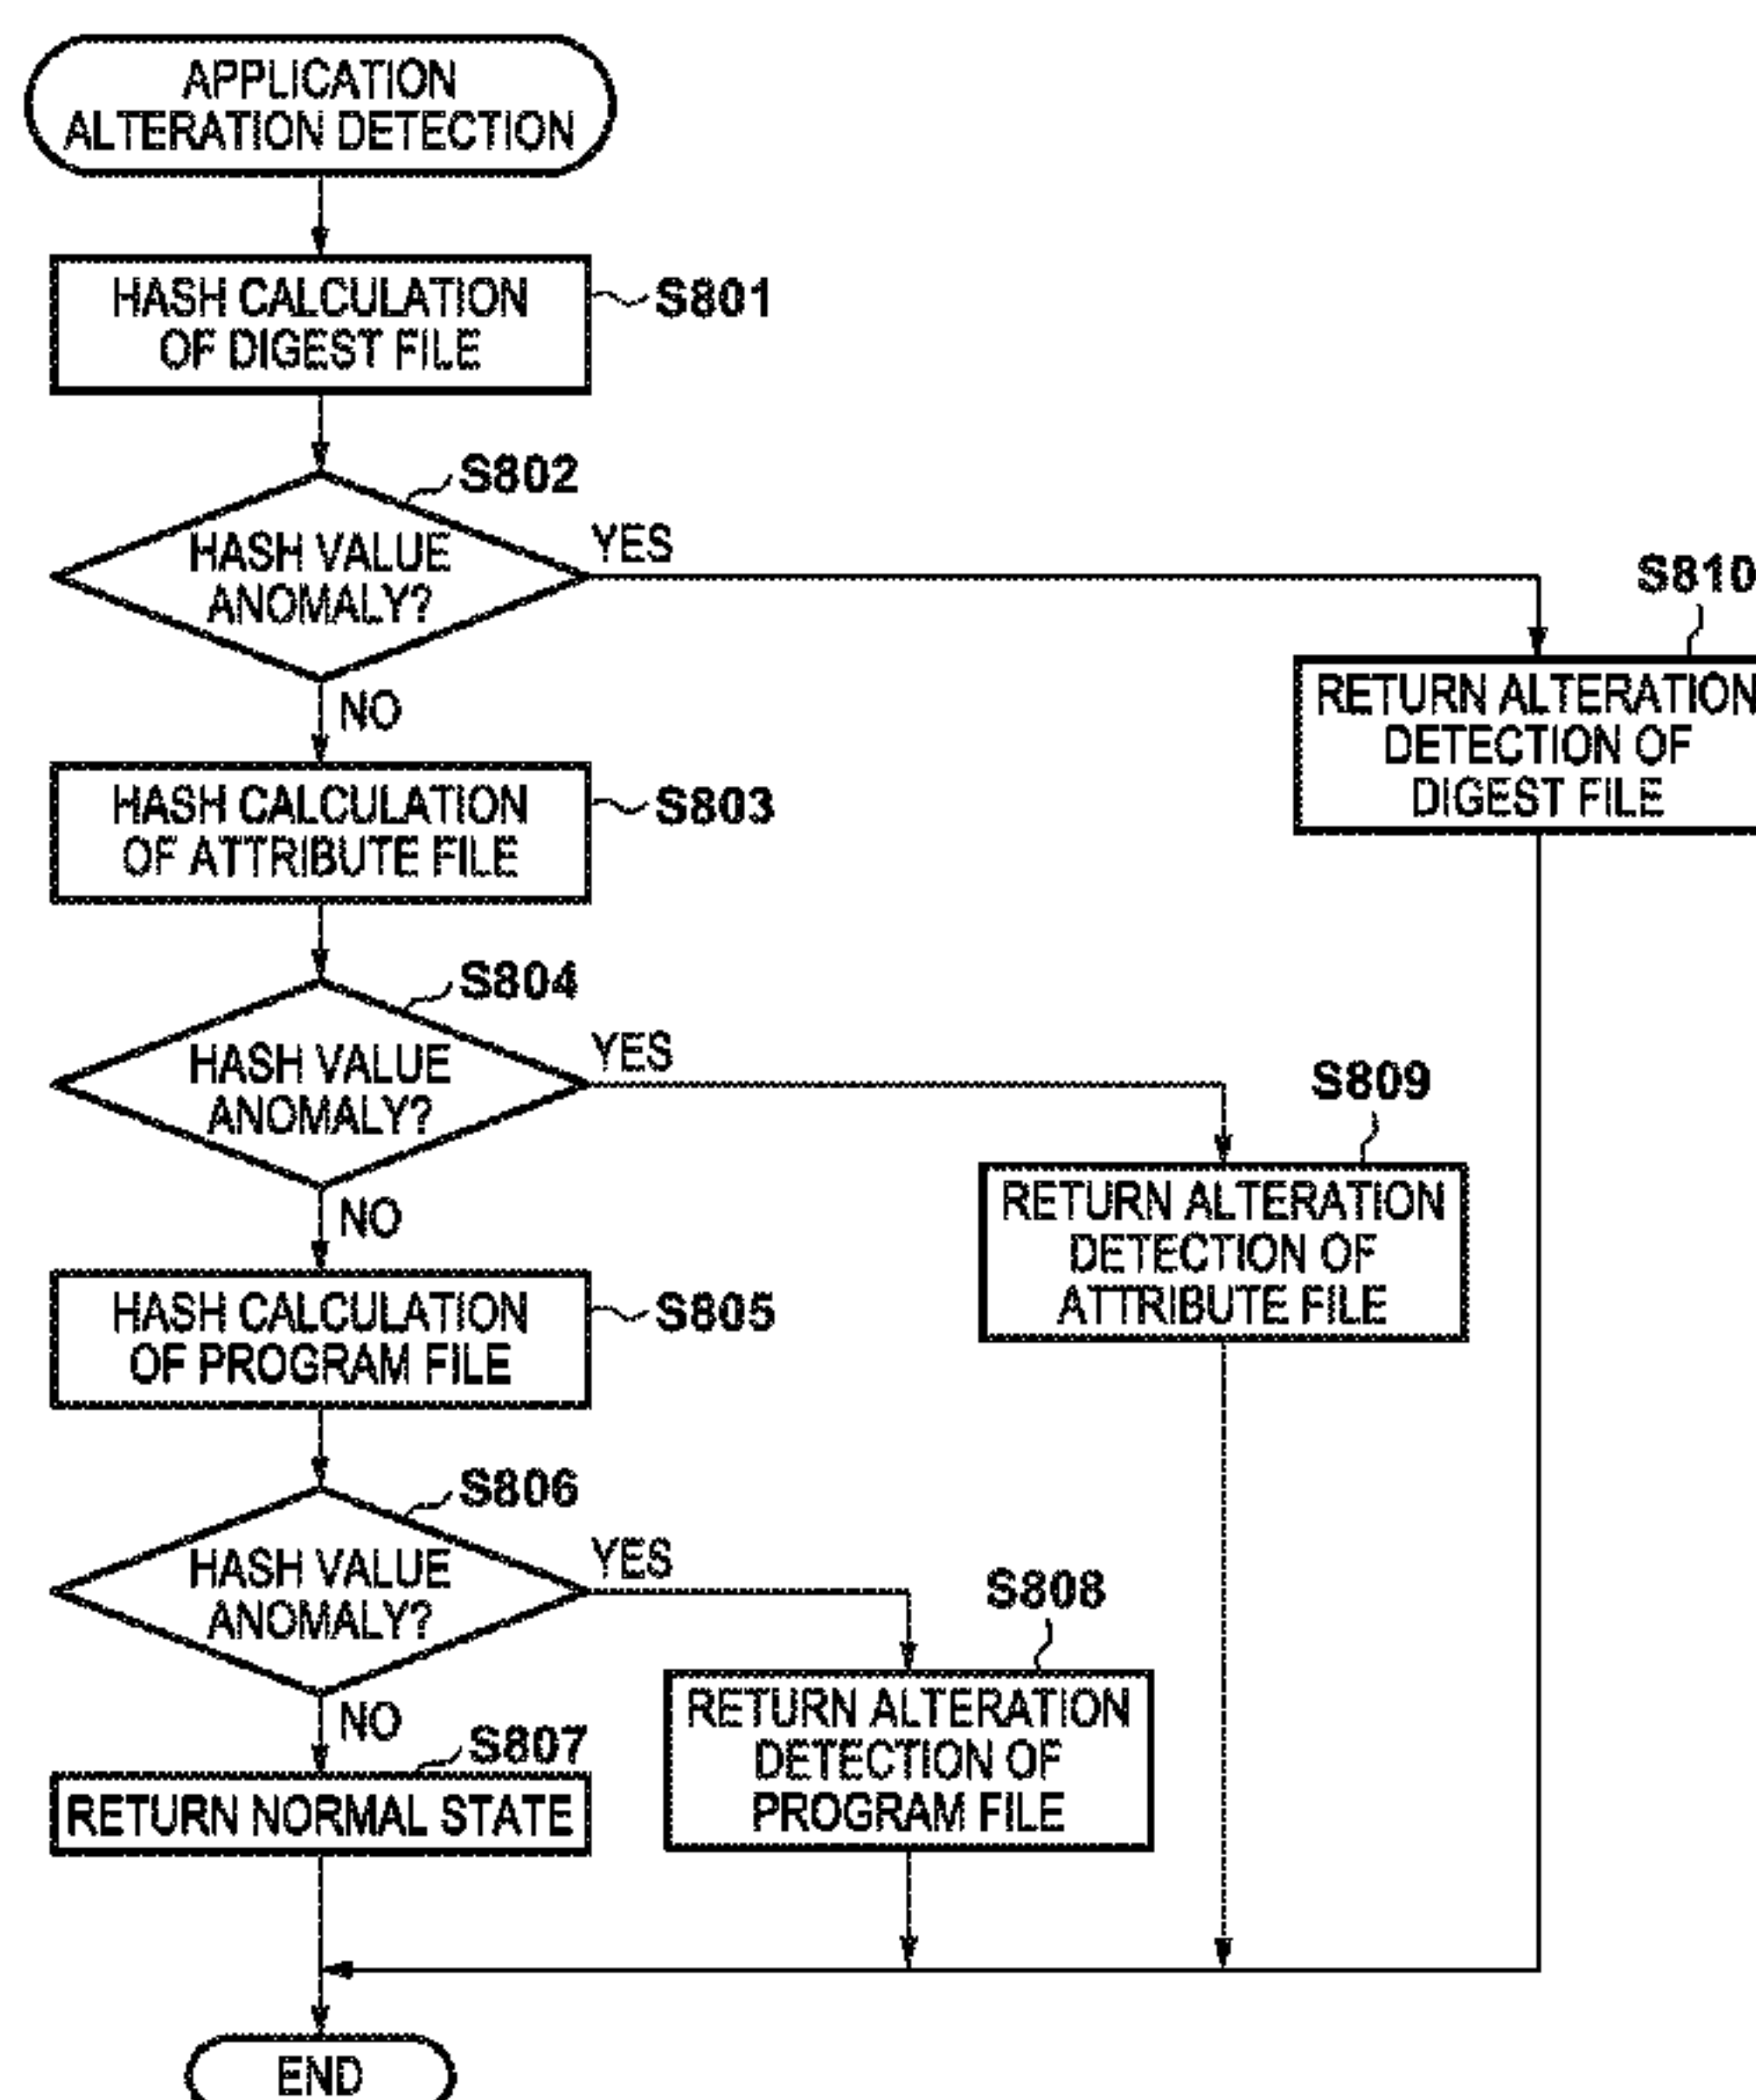 APPLICATION
ALTERATION DETECTION
HASH CALCULATION
OF DIGEST FILE
S801
S802
HASH VALUE
ANOMALY?
YES
NO
S810
RETURN ALTERATION
DETECTION OF
DIGEST FILE
HASH CALCULATION
OF ATTRIBUTE FILE
S803
S804
HASH VALUE
ANOMALY?
YES
NO
S809
RETURN ALTERATION
DETECTION OF
ATTRIBUTE FILE
HASH CALCULATION
OF PROGRAM FILE
S805
S806
HASH VALUE
ANOMALY?
YES
NO
S808
RETURN ALTERATION
DETECTION OF
PROGRAM FILE
S807
RETURN NORMAL STATE
END